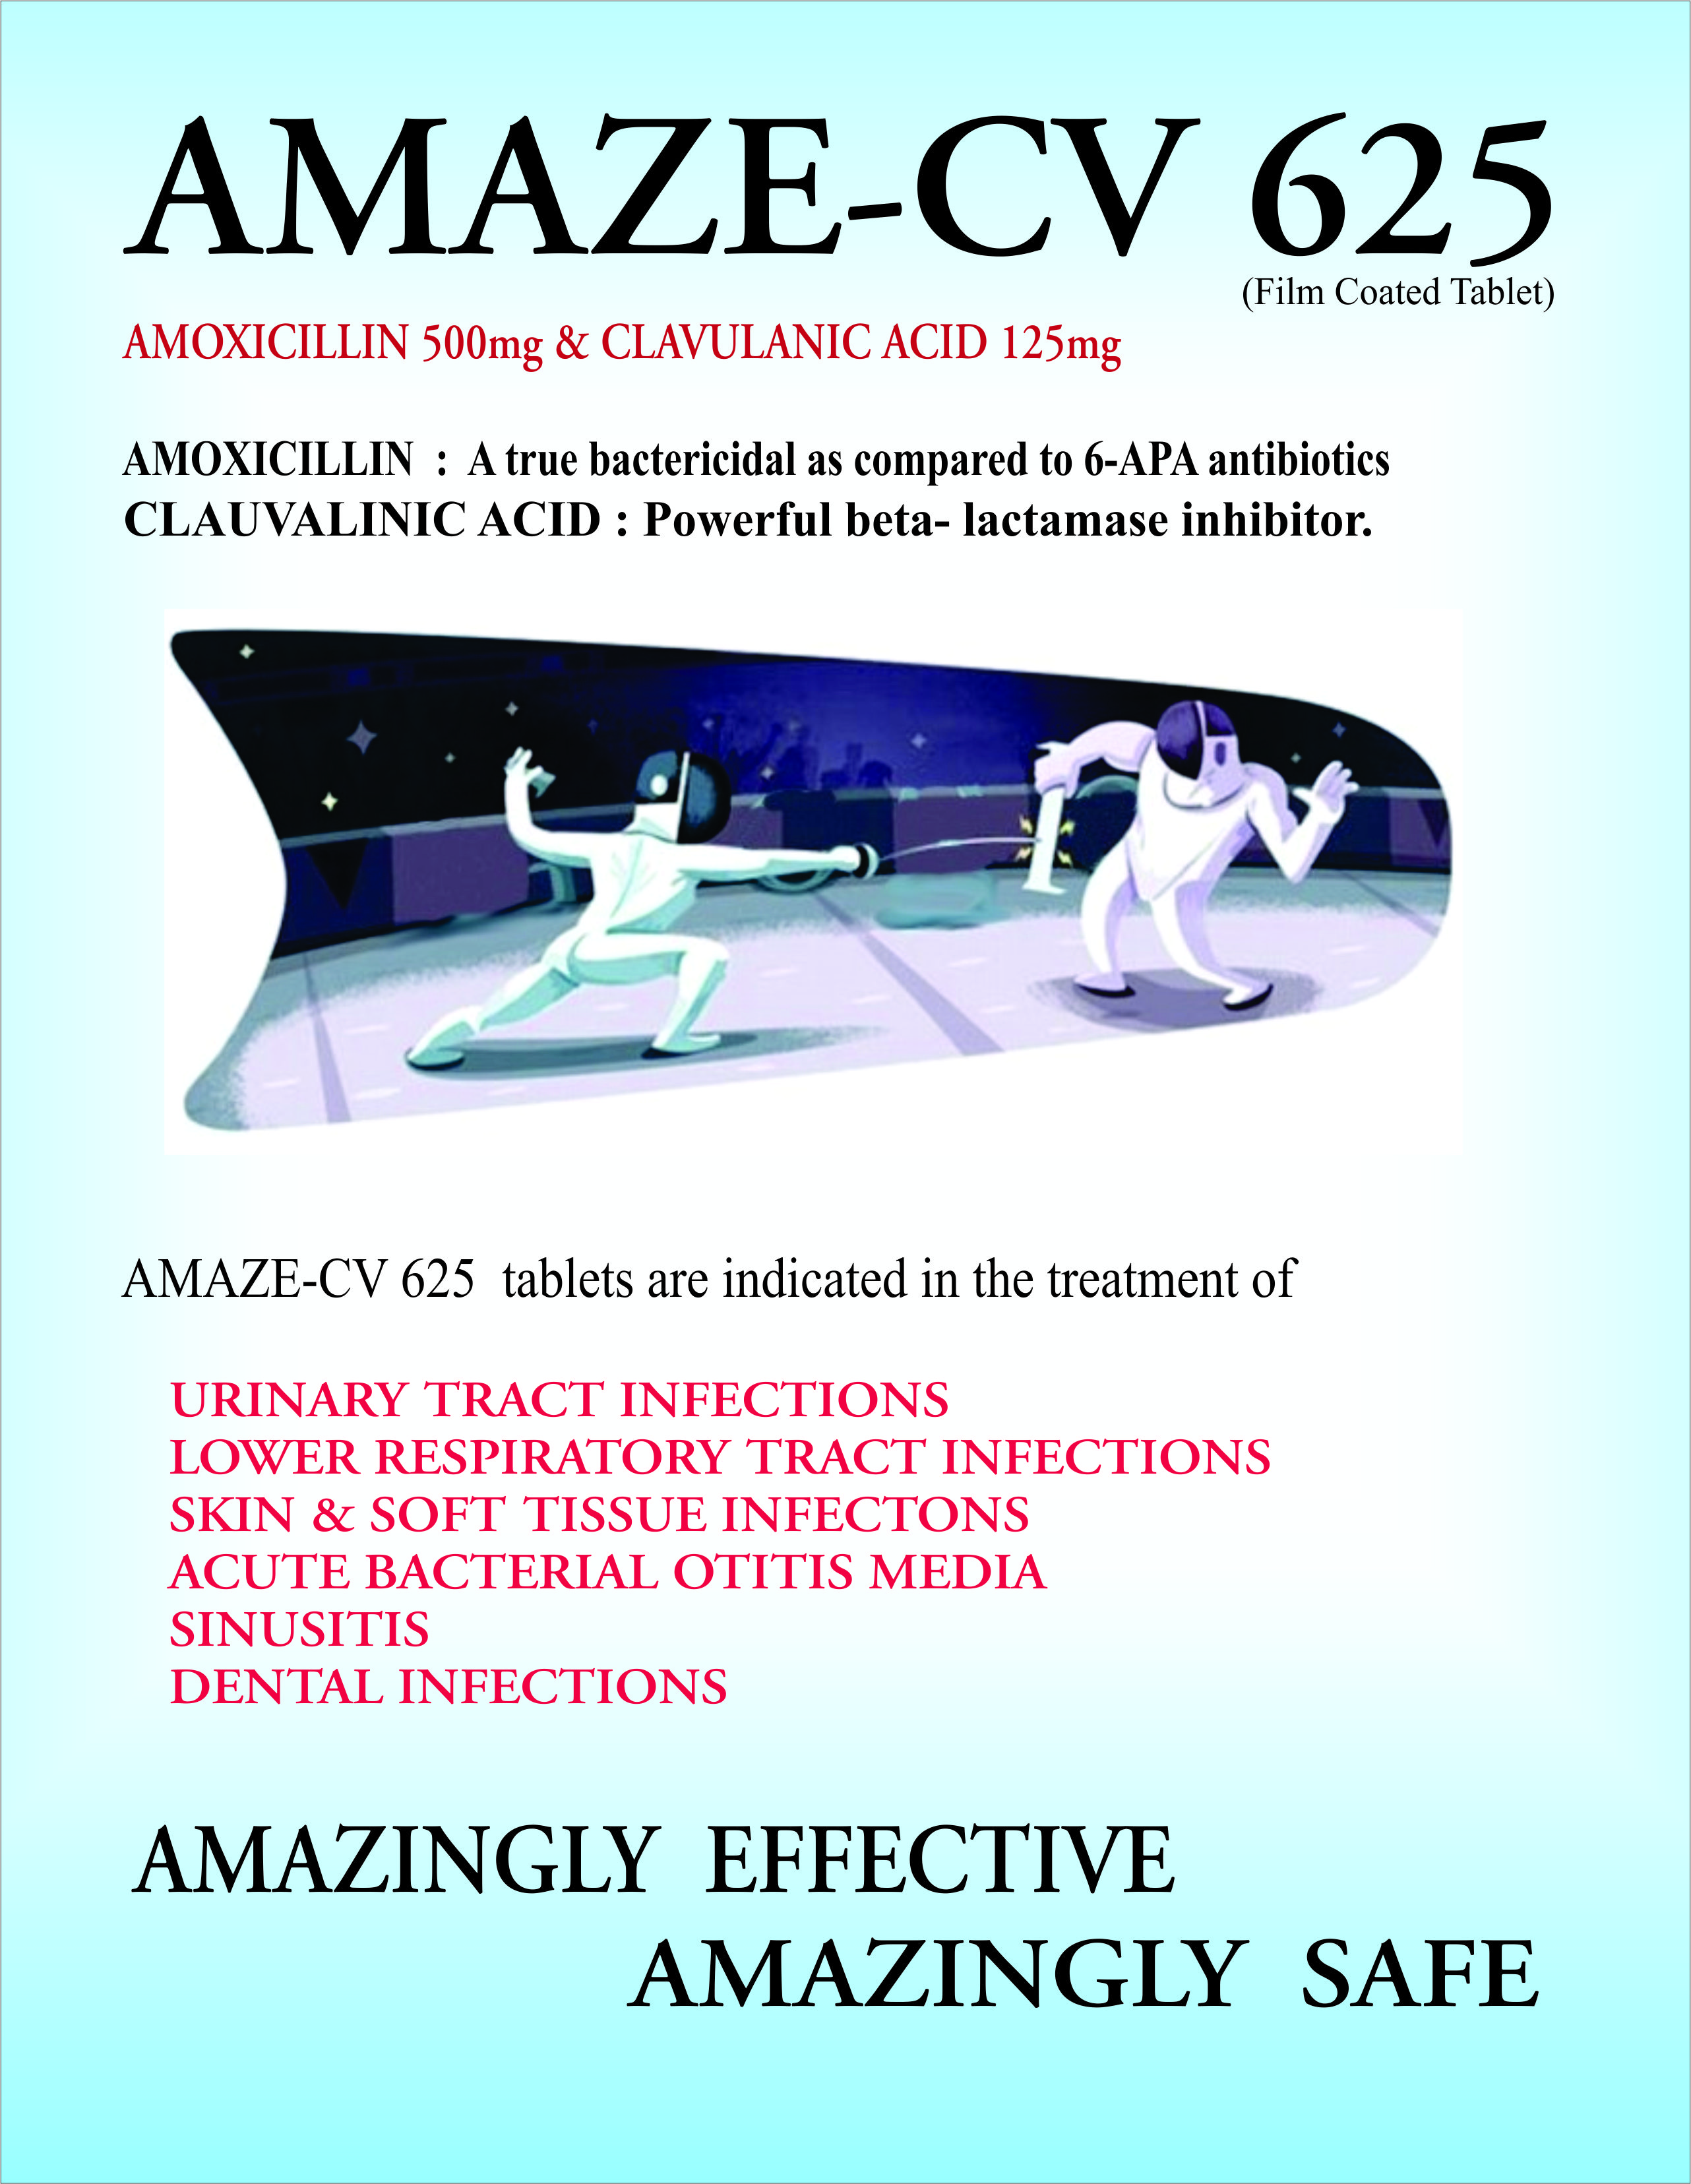 AMAZE-CV 625
(Film Coated Tablet)
AMOXICILLIN 500mg & CLAVULANIC ACID 125mg
AMOXICILLIN : A true bactericidal as compared to 6-APA antibiotics
CLAUVALINIC ACID : Powerful beta- lactamase inhibitor.
AMAZE-CV 625 tablets are indicated in the treatment of
URINARY TRACT INFECTIONS
LOWER RESPIRATORY TRACT INFECTIONS
SKIN & SOFT TISSUE INFECTONS
ACUTE BACTERIAL OTITIS MEDIA
SINUSITIS
DENTAL INFECTIONS
AMAZINGLY EFFECTIVE
AMAZINGLY SAFE